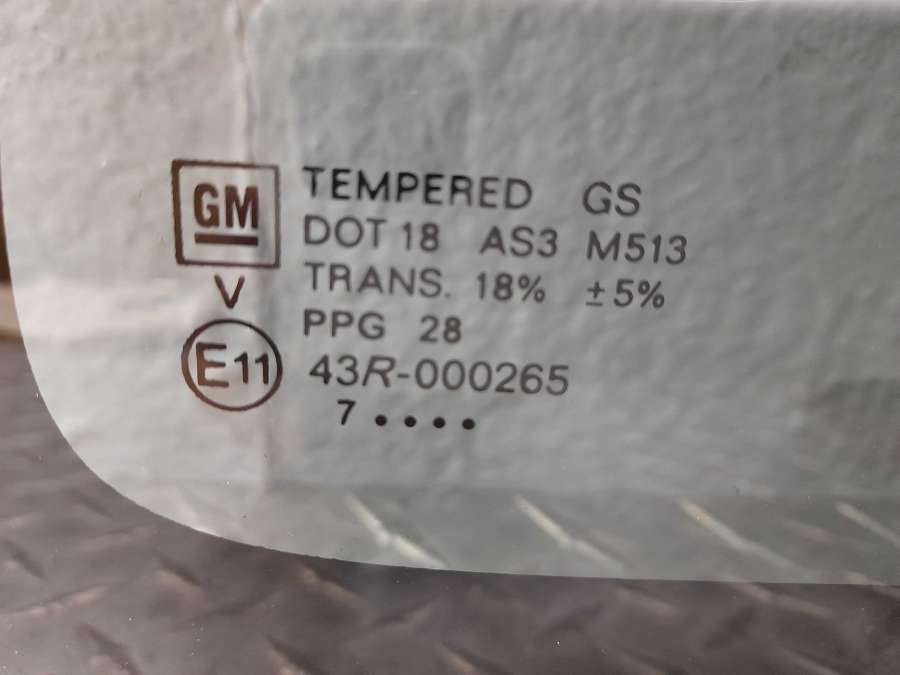 GM
TEMPERED GS
DOT 18 AS3 M513
TRANS. 18% ±5%
V
PPG 28
E11
43R-000265
7 • • • •